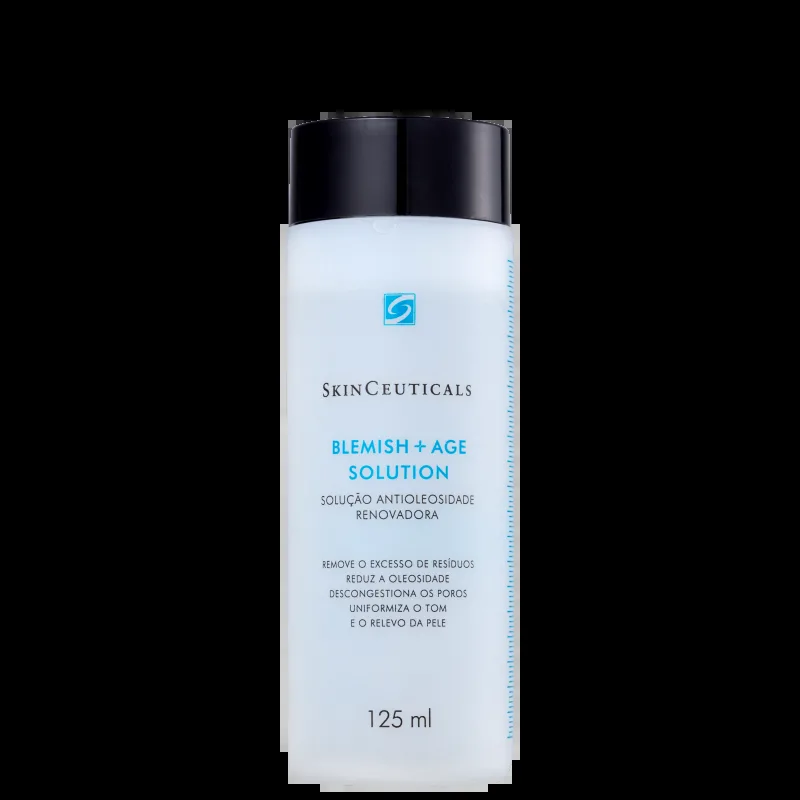 SKINCEUTICALS
BLEMISH + AGE
SOLUTION
SOLUÇÃO ANTIOLEOSIDADE
RENOVADORA
REMOVE O EXCESSO DE RESÍDUOS
REDUZ A OLEOSIDADE
DESCONGESTIONA OS POROS
UNIFORMIZA O TOM
E O RELEVO DA PELE
125 ml